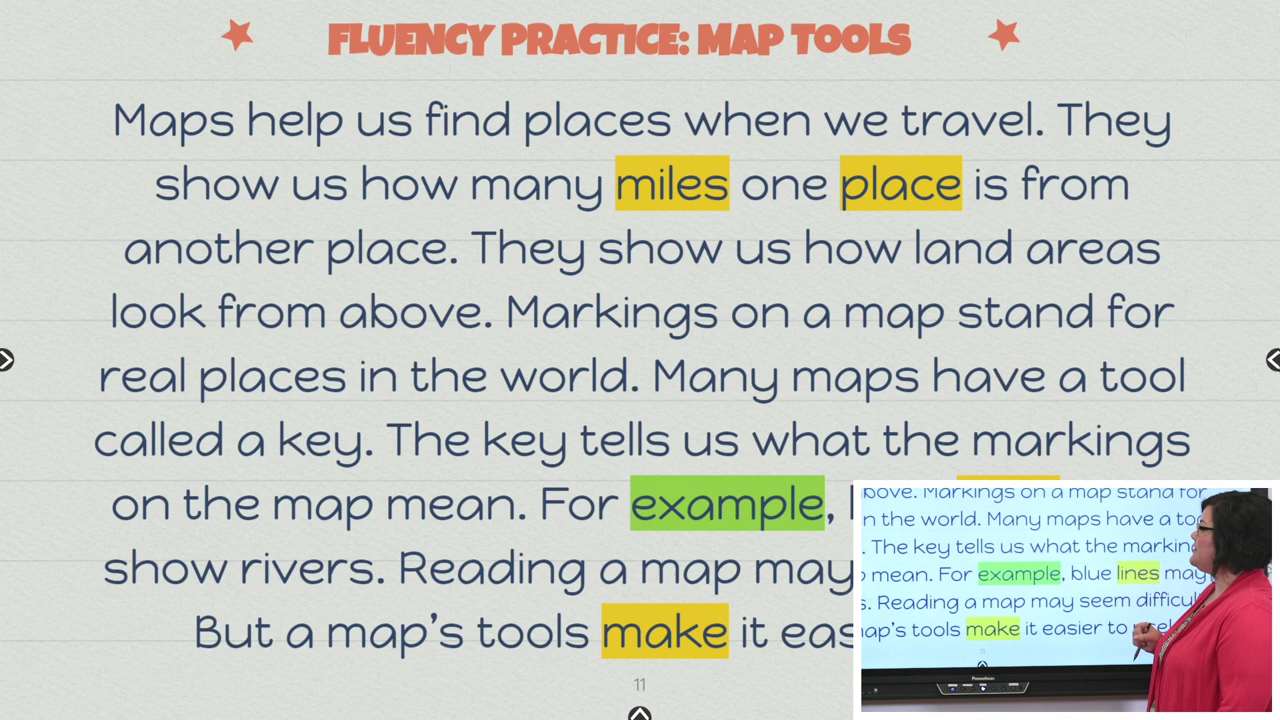 FLUENCY PRACTICE: MAP TOOLS
Maps help us find places when we travel. They
show us how many miles one place is from
another place. They show us how land areas
look from above. Markings on a map stand for
real places in the world. Many maps have a tool
called a key. The key tells us what the markings
on the map mean. For example,
show rivers. Reading a map may
But a map's tools make it eas
11
bove. Markings on a map stand for
n the world. Many maps have a to
. The key tells us what the markin
mean. For example, blue lines may
s. Reading a map may seem difficul
ap's tools make it easier to
11
Promethean